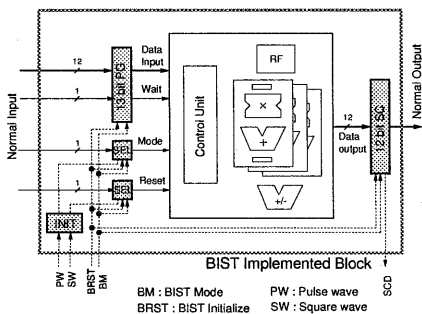 Normal Input
12
1
1
1
13 bit PG
Data
Input
Wait
Mode
Reset
SEL
SEL
INIT
Control Unit
RF
×
+
+/-
12
Data
output
12 bit SG
Normal Output
BIST Implemented Block
PW
SW
BRST
BM
SCD
BM : BIST Mode
PW : Pulse wave
BRST : BIST Initialize
SW : Square wave